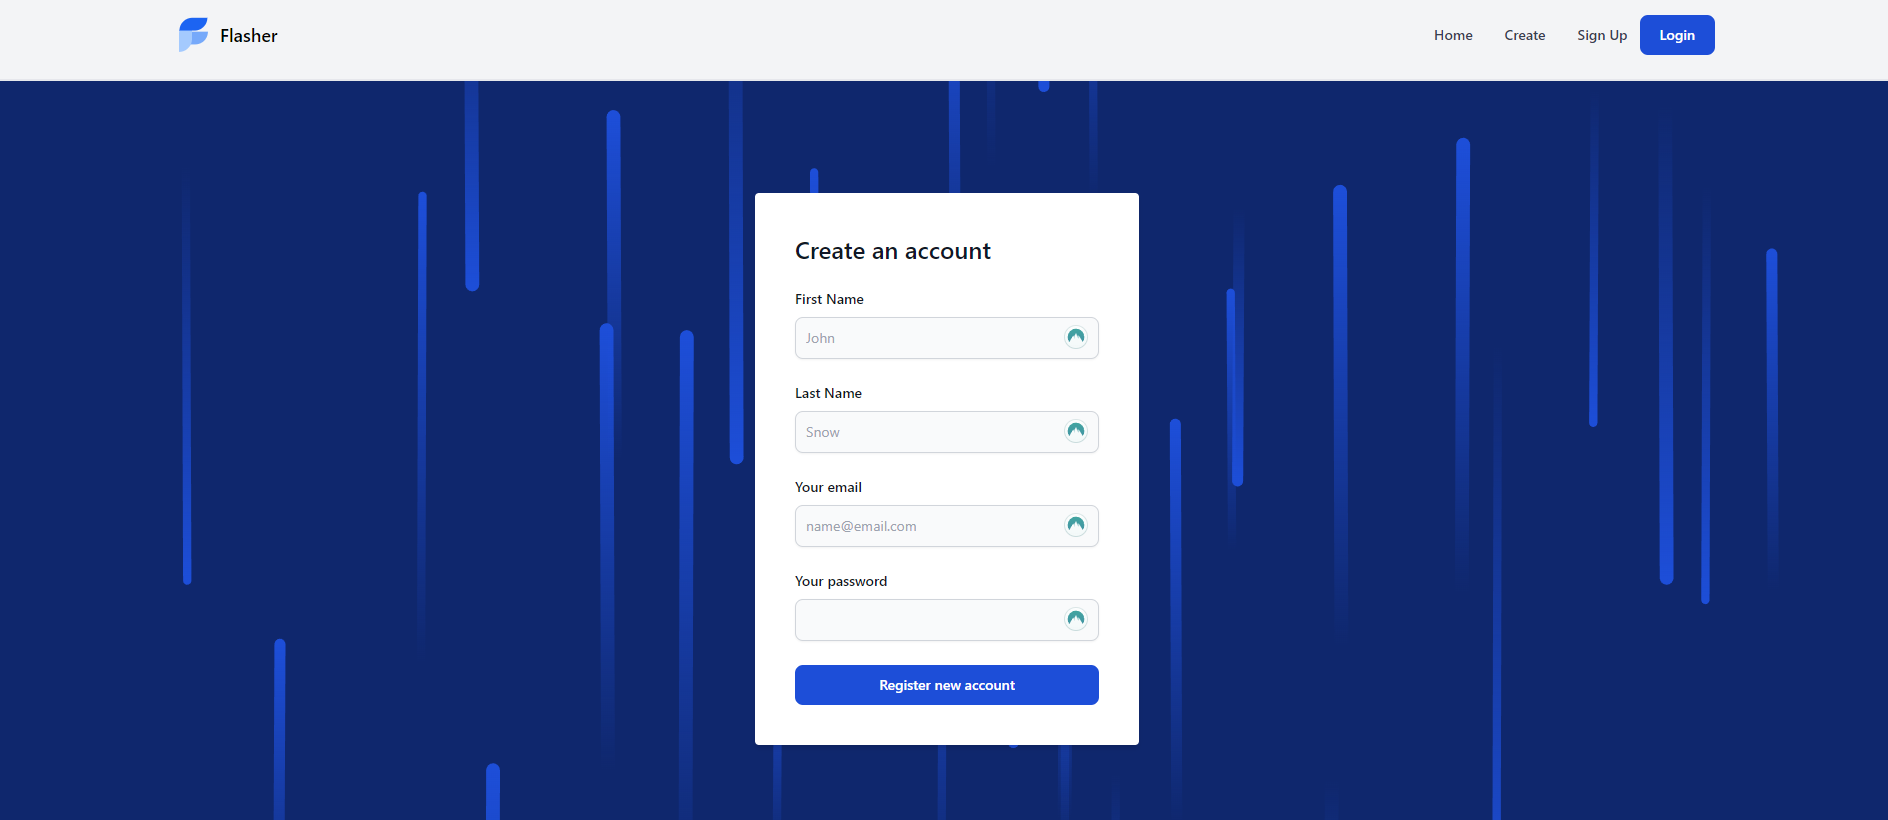 Flasher
Home Create Sign Up Login
Create an account
First Name
John
Last Name
Snow
Your email
name@email.com
Your password
Register new account